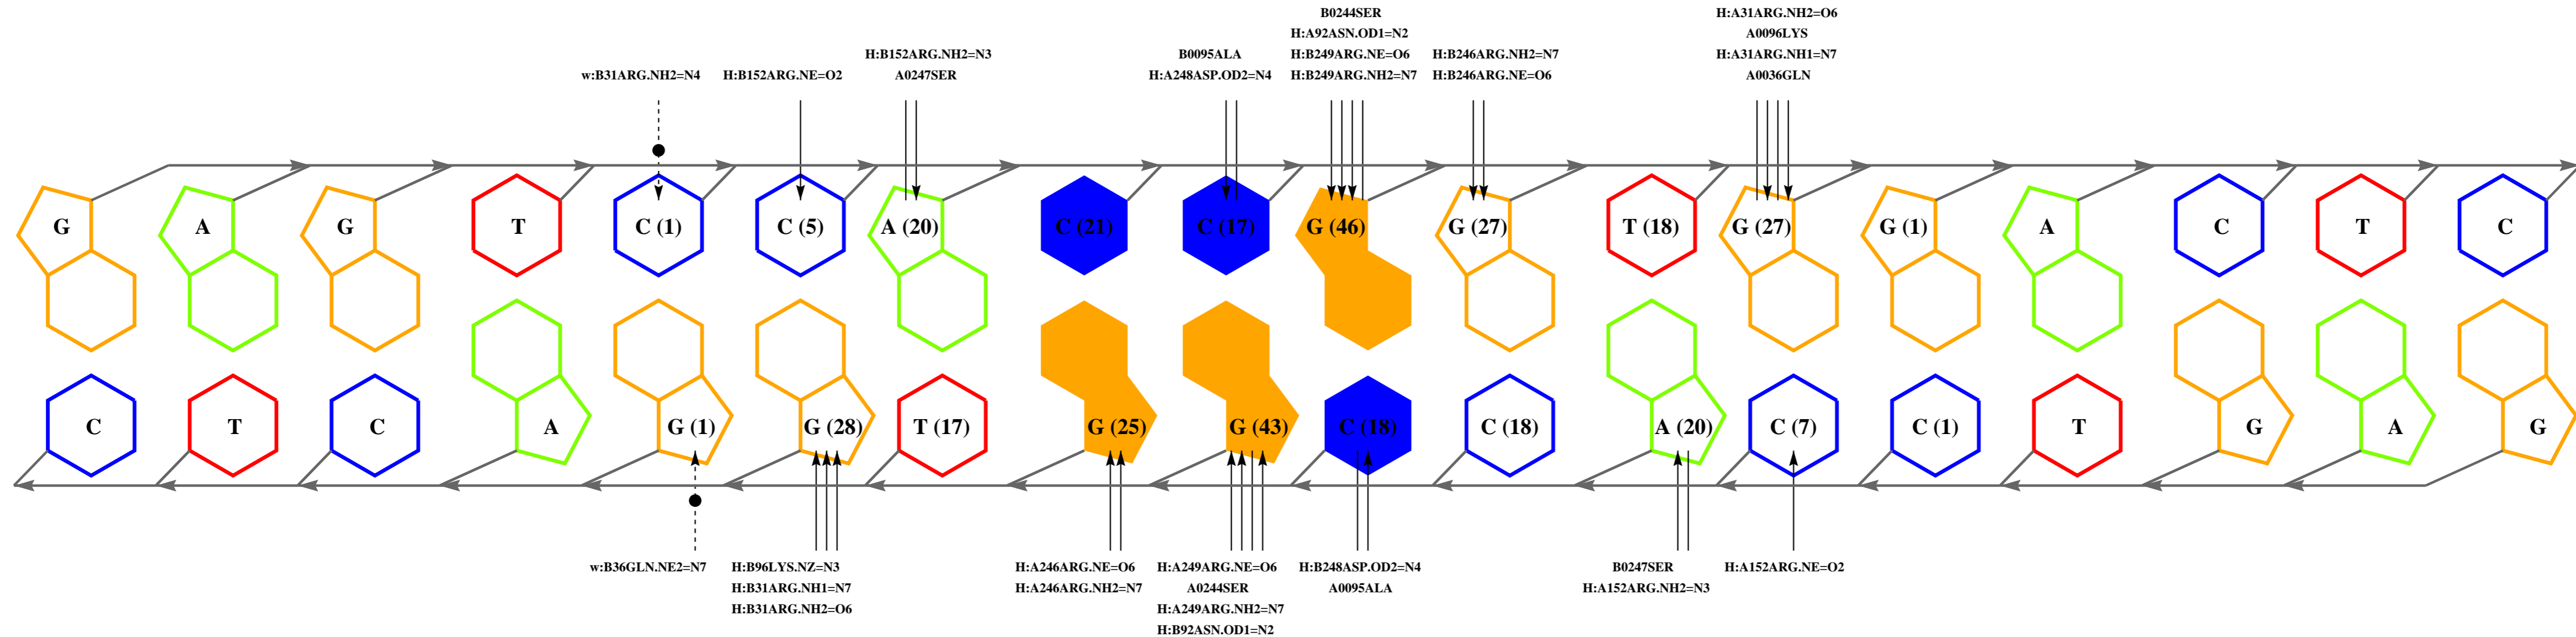 B0244SER
H:A92ASN.OD1=N2
H:B249ARG.NE=O6
H:B249ARG.NH2=N7
H:A31ARG.NH2=O6
A0096LYS
H:A31ARG.NH1=N7
A0036GLN
H:B152ARG.NH2=N3
A0247SER
B0095ALA
H:A248ASP.OD2=N4
H:B246ARG.NH2=N7
H:B246ARG.NE=O6
w:B31ARG.NH2=N4
H:B152ARG.NE=O2
G A G T C (1) C (5) A (20) C (21) C (17) G (46) G (27) T (18) G (27) G (1) A C T C
C T C A G (1) G (28) T (17) G (25) G (43) C (18) C (18) A (20) C (7) C (1) T G A G
w:B36GLN.NE2=N7
H:B96LYS.NZ=N3
H:B31ARG.NH1=N7
H:B31ARG.NH2=O6
H:A246ARG.NE=O6
H:A246ARG.NH2=N7
H:A249ARG.NE=O6
A0244SER
H:A249ARG.NH2=N7
H:B92ASN.OD1=N2
H:B248ASP.OD2=N4
A0095ALA
B0247SER
H:A152ARG.NH2=N3
H:A152ARG.NE=O2